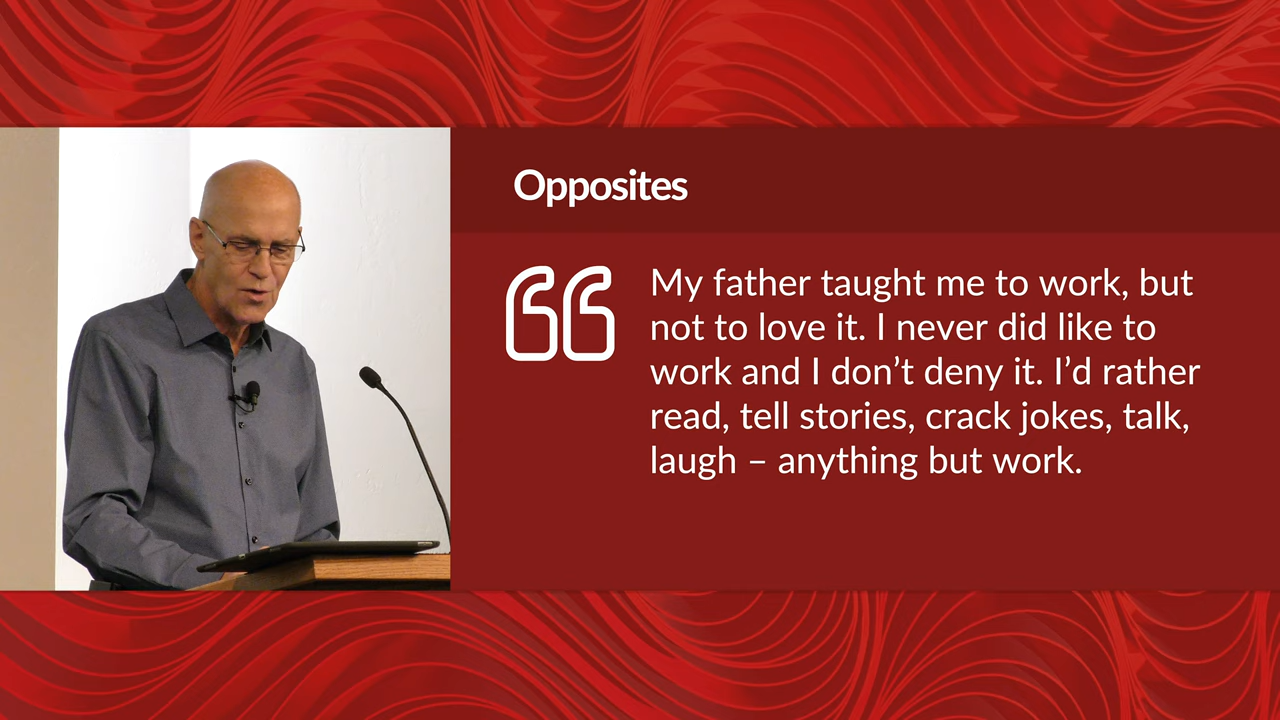 Opposites
My father taught me to work, but
not to love it. I never did like to
work and I don’t deny it. I’d rather
read, tell stories, crack jokes, talk,
laugh – anything but work.